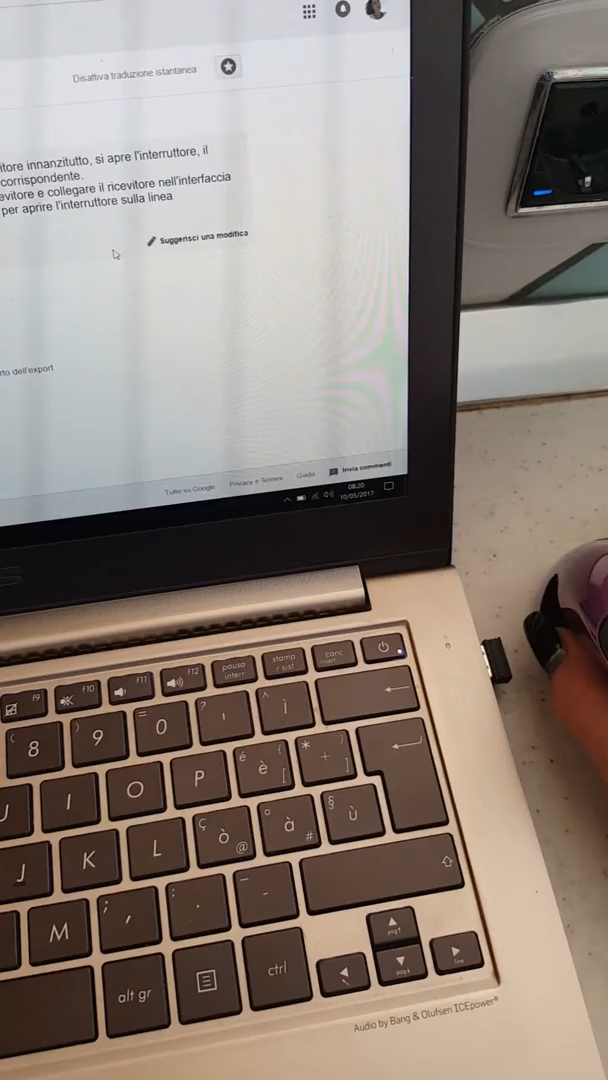 Disattiva traduzione istantanea
itore innanzitutto, si apre l'interruttore, il
corrispondente.
evitore e collegare il ricevitore nell'interfaccia
per aprire l'interruttore sulla linea
Suggerisci una modifica
rto dell'export
Tutto su Google Privacy e Termini Guida Invia commenti
08.20
10/05/2017
f9 f10 f11 f12 pausa interr stamp r sist canc inserr
( 8 ) 9 = 0 ? ' ^ ì
U I O P é è { [ * + } ]
J K L ç ò @ ° à # § ù
M ; , : . _ -
alt gr ctrl pag↑ pag↓ fine
Audio by Bang & Olufsen ICEpower®